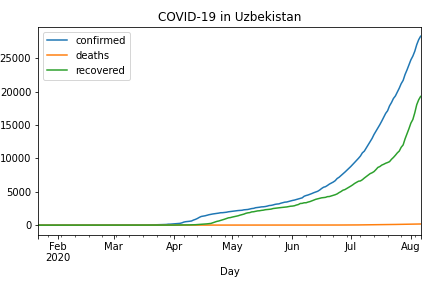 COVID-19 in Uzbekistan
confirmed
deaths
recovered
25000
20000
15000
10000
5000
0
Feb Mar Apr May Jun Jul Aug
2020
Day